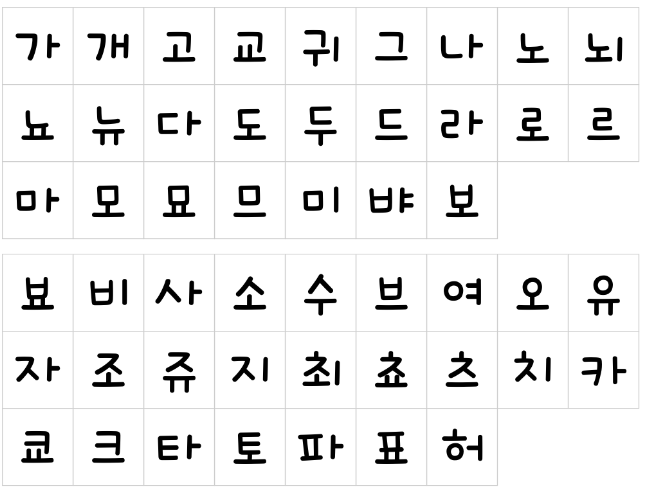 가 개 고 교 귀 그 나 노 뇌
뇨 뉴 다 도 두 드 라 로 르
마 모 묘 므 미 뱌 보
뵤 비 사 소 수 브 여 오 유
자 조 쥬 지 최 쵸 츠 치 카
쿄 크 타 토 파 표 허